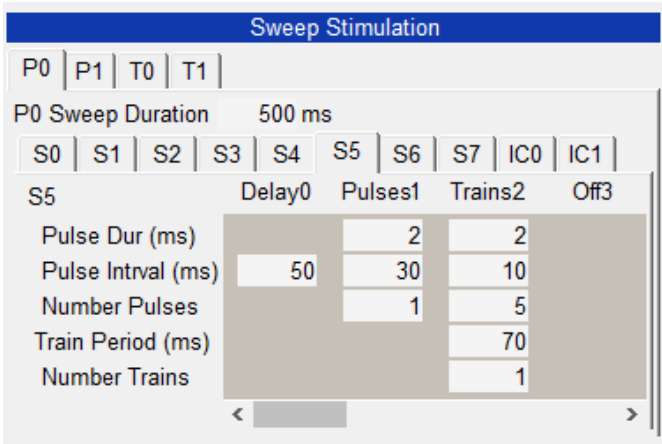 Sweep Stimulation
P0 P1 T0 T1
P0 Sweep Duration 500 ms
S0 S1 S2 S3 S4 S5 S6 S7 IC0 IC1
S5 Delay0 Pulses1 Trains2 Off3
Pulse Dur (ms) 2 2
Pulse Intrval (ms) 50 30 10
Number Pulses 1 5
Train Period (ms) 70
Number Trains 1